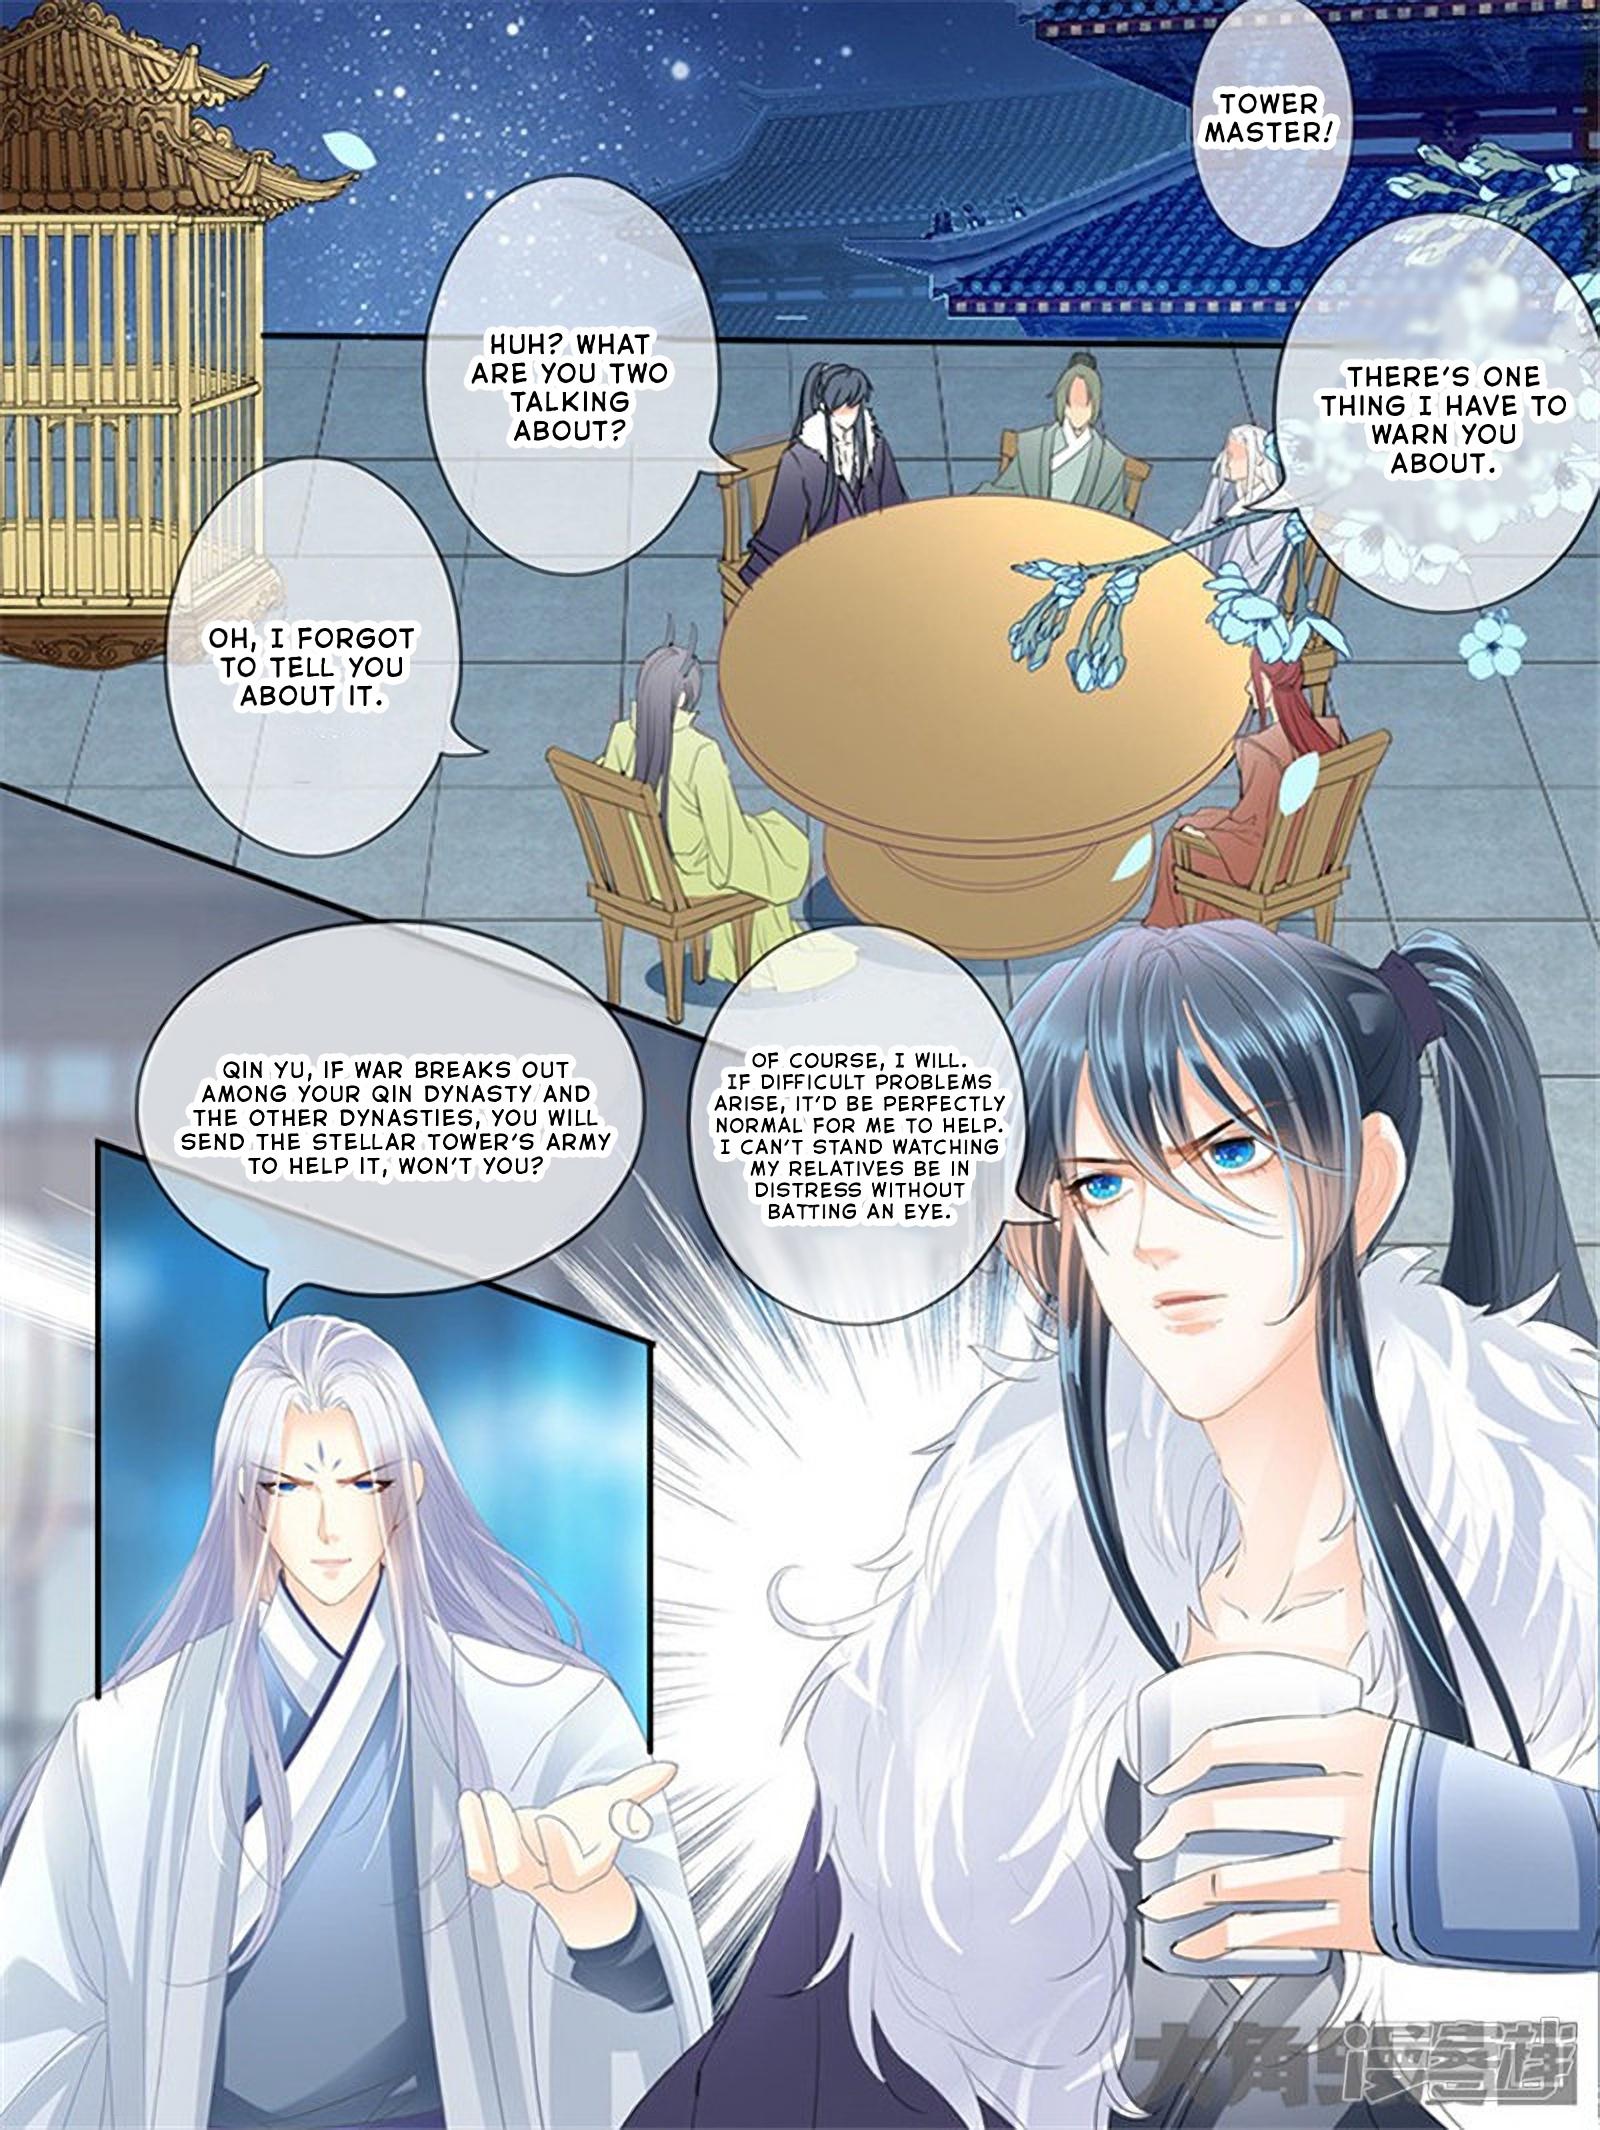 TOWER
MASTER!
THERE'S ONE
THING I HAVE TO
WARN YOU
ABOUT.
HUH? WHAT
ARE YOU TWO
TALKING
ABOUT?
OH, I FORGOT
TO TELL YOU
ABOUT IT.
QIN YU, IF WAR BREAKS OUT
AMONG YOUR QIN DYNASTY AND
THE OTHER DYNASTIES, YOU WILL
SEND THE STELLAR TOWER'S ARMY
TO HELP IT, WON'T YOU?
OF COURSE, I WILL.
IF DIFFICULT PROBLEMS
ARISE, IT'D BE PERFECTLY
NORMAL FOR ME TO HELP.
I CAN'T STAND WATCHING
MY RELATIVES BE IN
DISTRESS WITHOUT
BATTING AN EYE.
大角虫